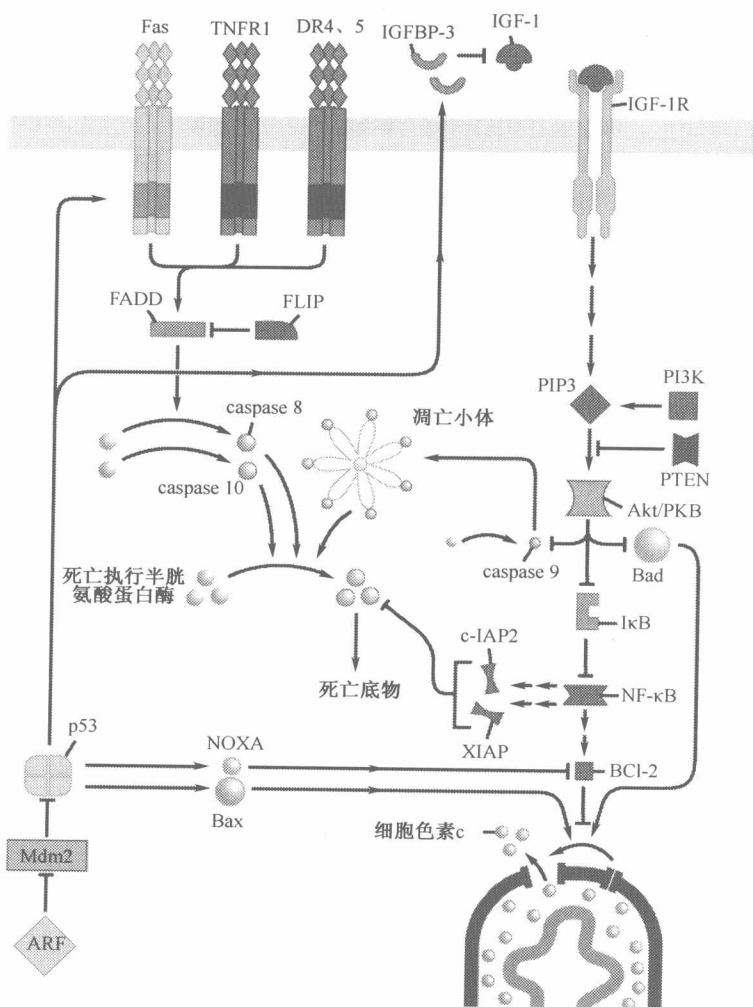 Fas
TNFR1
DR4、5
IGFBP-3
IGF-1
IGF-1R
FADD
FLIP
PIP3
PI3K
PTEN
Akt/PKB
caspase 8
caspase 10
凋亡小体
caspase 9
Bad
死亡执行半胱
氨酸蛋白酶
IκB
c-IAP2
死亡底物
NF-κB
XIAP
p53
NOXA
BCl-2
Bax
细胞色素c
Mdm2
ARF